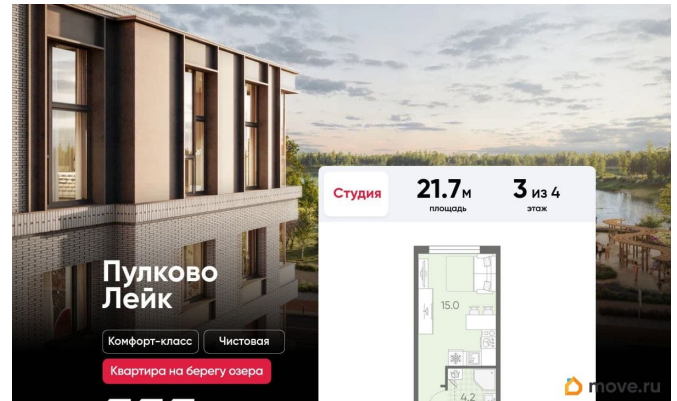 Студия
21.7м
площадь
3 из 4
этаж
Пулково
Лейк
15.0
Комфорт-класс
Чистовая
Квартира на берегу озера
4.2
move.ru